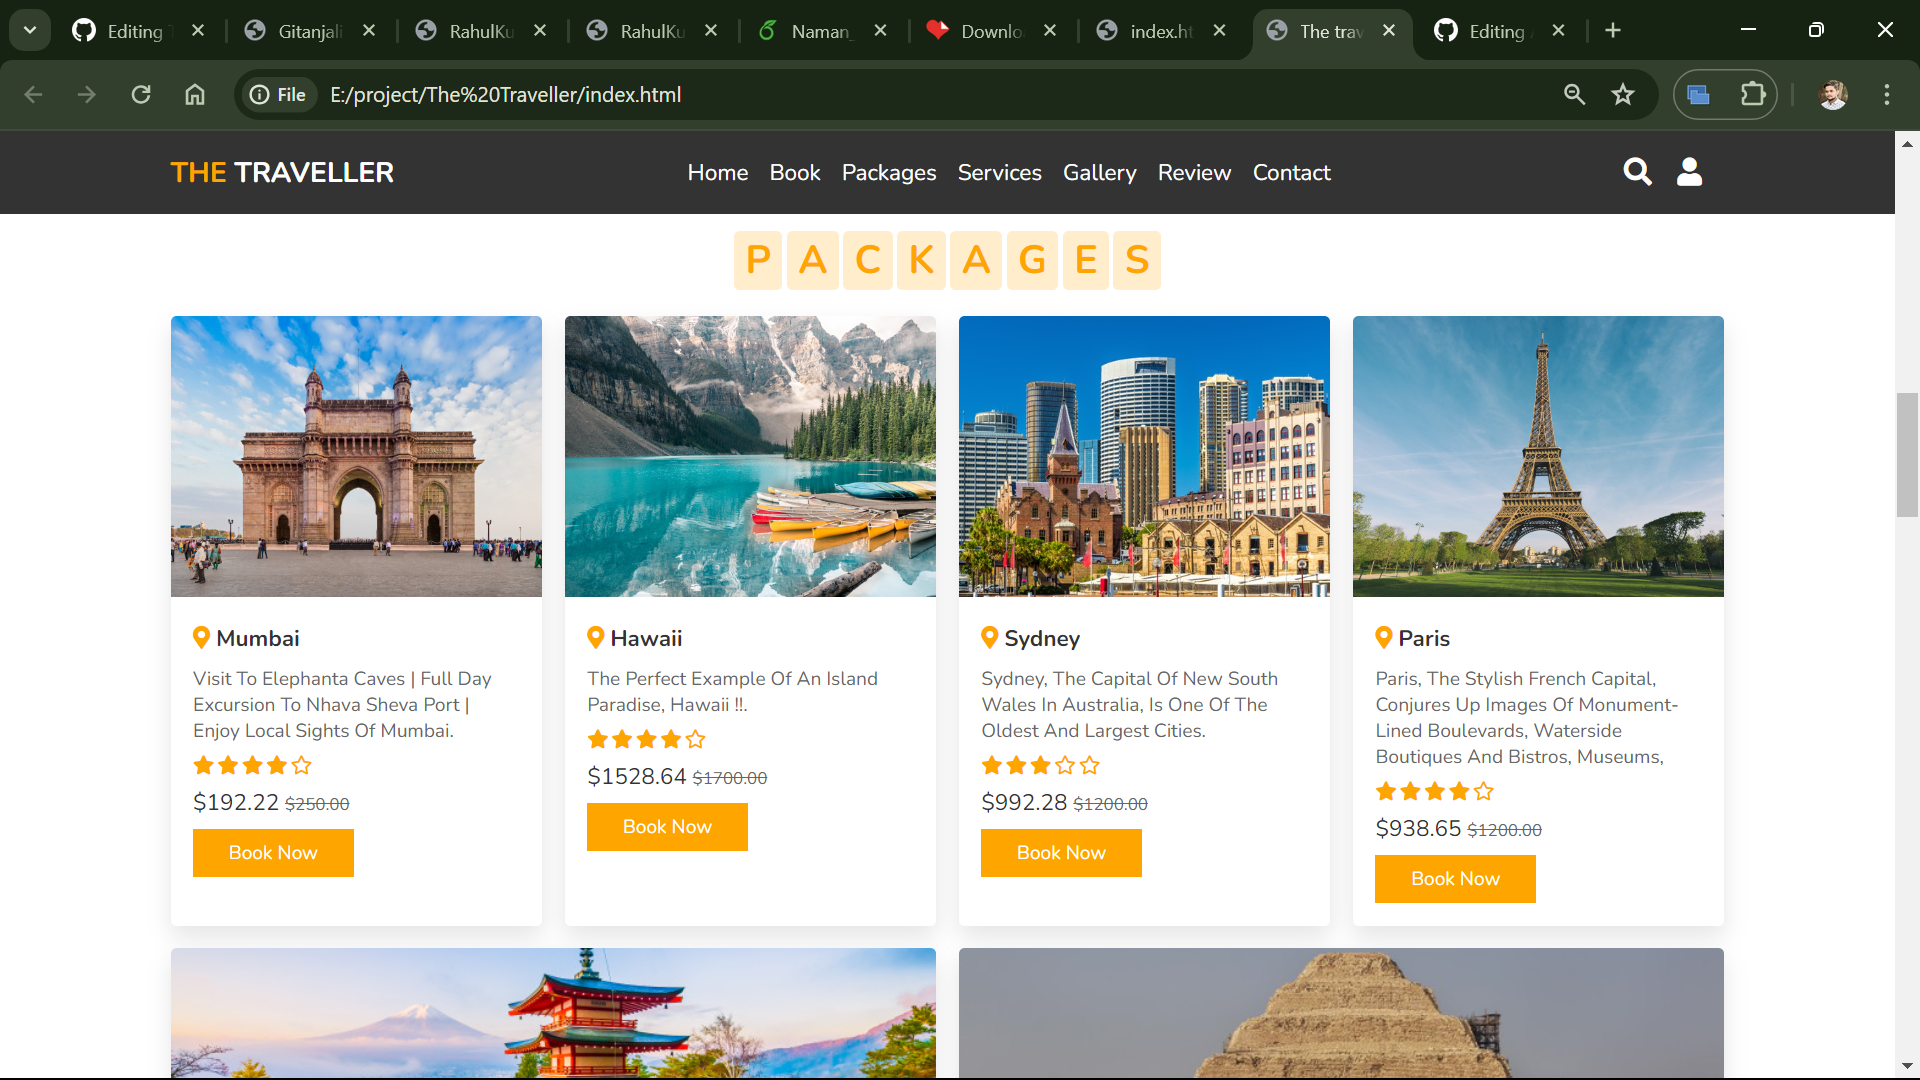 Editing
Gitanjali
RahulKu
RahulKu
Naman_
Downlo
index.ht
The trav
Editing
File
E:/project/The%20Traveller/index.html
THE TRAVELLER
Home Book Packages Services Gallery Review Contact
PACKAGES
Mumbai
Visit To Elephanta Caves | Full Day
Excursion To Nhava Sheva Port |
Enjoy Local Sights Of Mumbai.
$192.22 $250.00
Book Now
Hawaii
The Perfect Example Of An Island
Paradise, Hawaii !!.
$1528.64 $1700.00
Book Now
Sydney
Sydney, The Capital Of New South
Wales In Australia, Is One Of The
Oldest And Largest Cities.
$992.28 $1200.00
Book Now
Paris
Paris, The Stylish French Capital,
Conjures Up Images Of Monument-
Lined Boulevards, Waterside
Boutiques And Bistros, Museums,
$938.65 $1200.00
Book Now